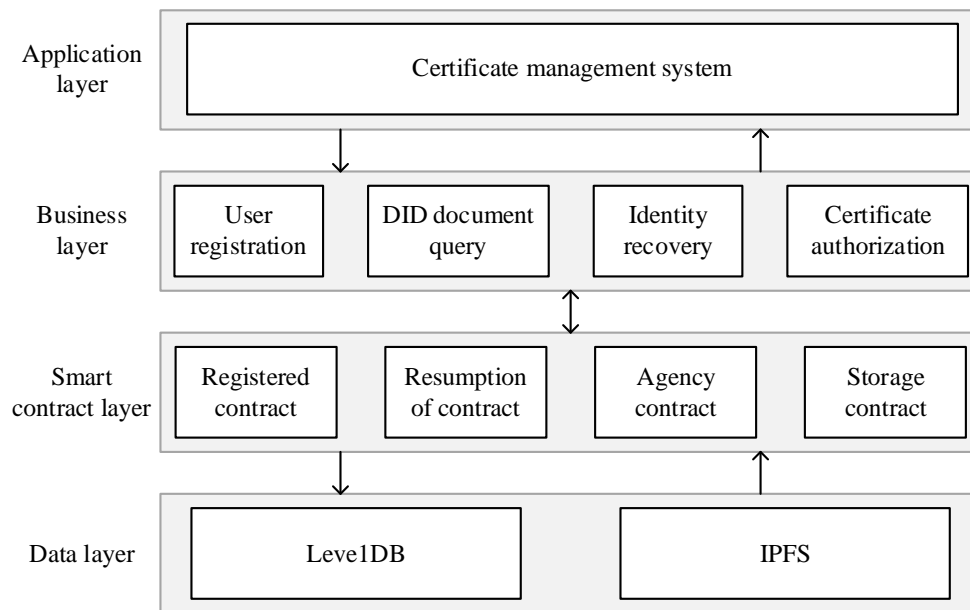 Application
layer
Certificate management system
Business
layer
User
registration
DID document
query
Identity
recovery
Certificate
authorization
Smart
contract layer
Registered
contract
Resumption
of contract
Agency
contract
Storage
contract
Data layer
Leve1DB
IPFS